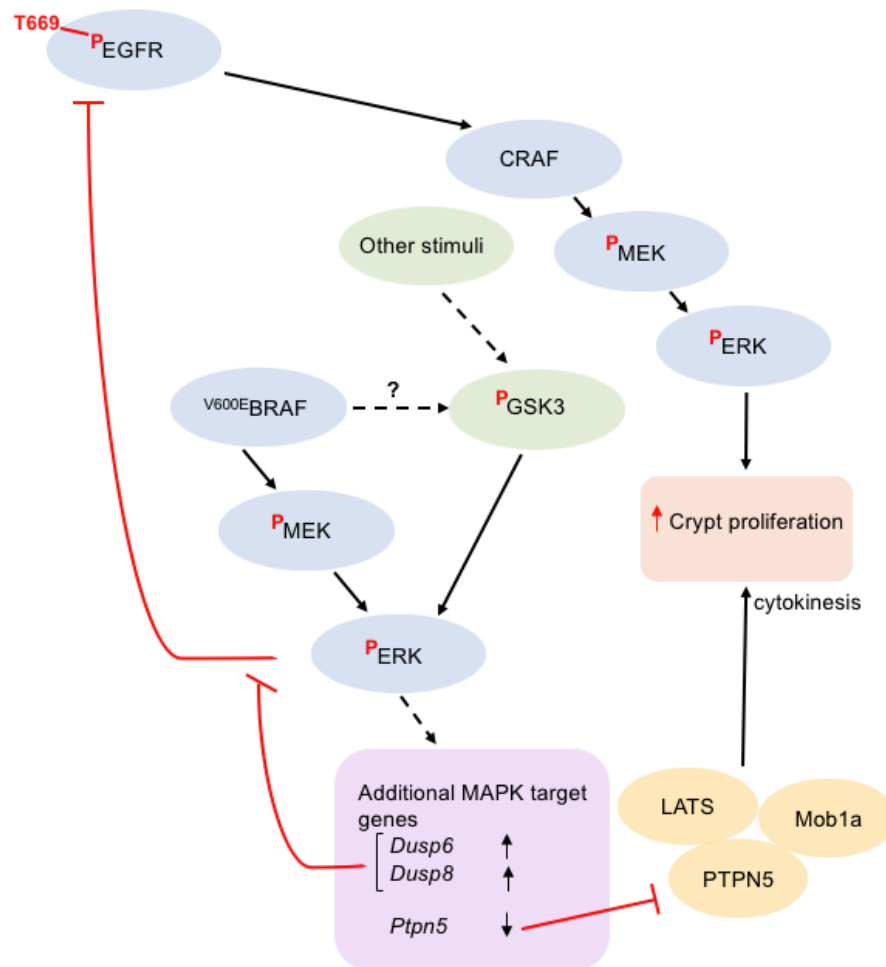 T669
PEGFR
CRAF
Other stimuli
PMEK
PERK
V600EBRAF
?
PGSK3
PMEK
Crypt proliferation
cytokinesis
PERK
Additional MAPK target
genes
Dusp6
Dusp8
Ptpn5
LATS
Mob1a
PTPN5